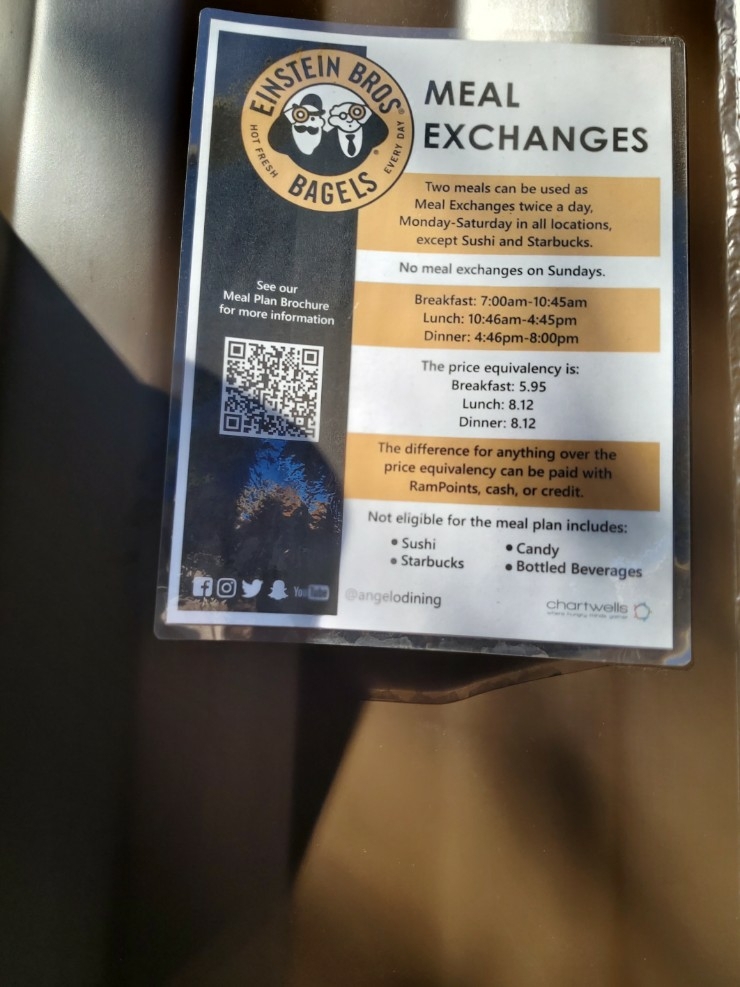 EINSTEIN BROS®
HOT FRESH
EVERY DAY
BAGELS
MEAL
EXCHANGES
Two meals can be used as
Meal Exchanges twice a day,
Monday-Saturday in all locations,
except Sushi and Starbucks.
No meal exchanges on Sundays.
See our
Meal Plan Brochure
for more information
Breakfast: 7:00am-10:45am
Lunch: 10:46am-4:45pm
Dinner: 4:46pm-8:00pm
The price equivalency is:
Breakfast: 5.95
Lunch: 8.12
Dinner: 8.12
The difference for anything over the
price equivalency can be paid with
RamPoints, cash, or credit.
Not eligible for the meal plan includes:
• Sushi
• Starbucks
• Candy
• Bottled Beverages
YouTube
@angelodining
chartwells